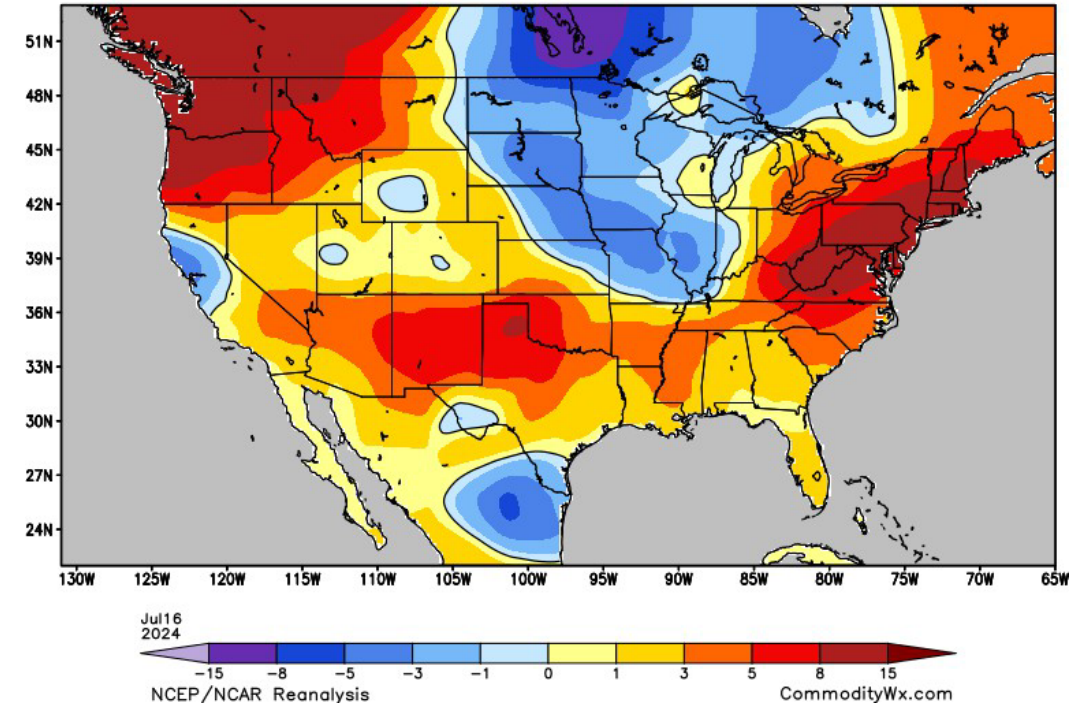 51N
48N
45N
42N
39N
36N
33N
30N
27N
24N
130W 125W 120W 115W 110W 105W 100W 95W 90W 85W 80W 75W 70W 65W
Jul16
2024
-15 -8 -5 -3 -1 0 1 3 5 8 15
NCEP/NCAR Reanalysis CommodityWx.com